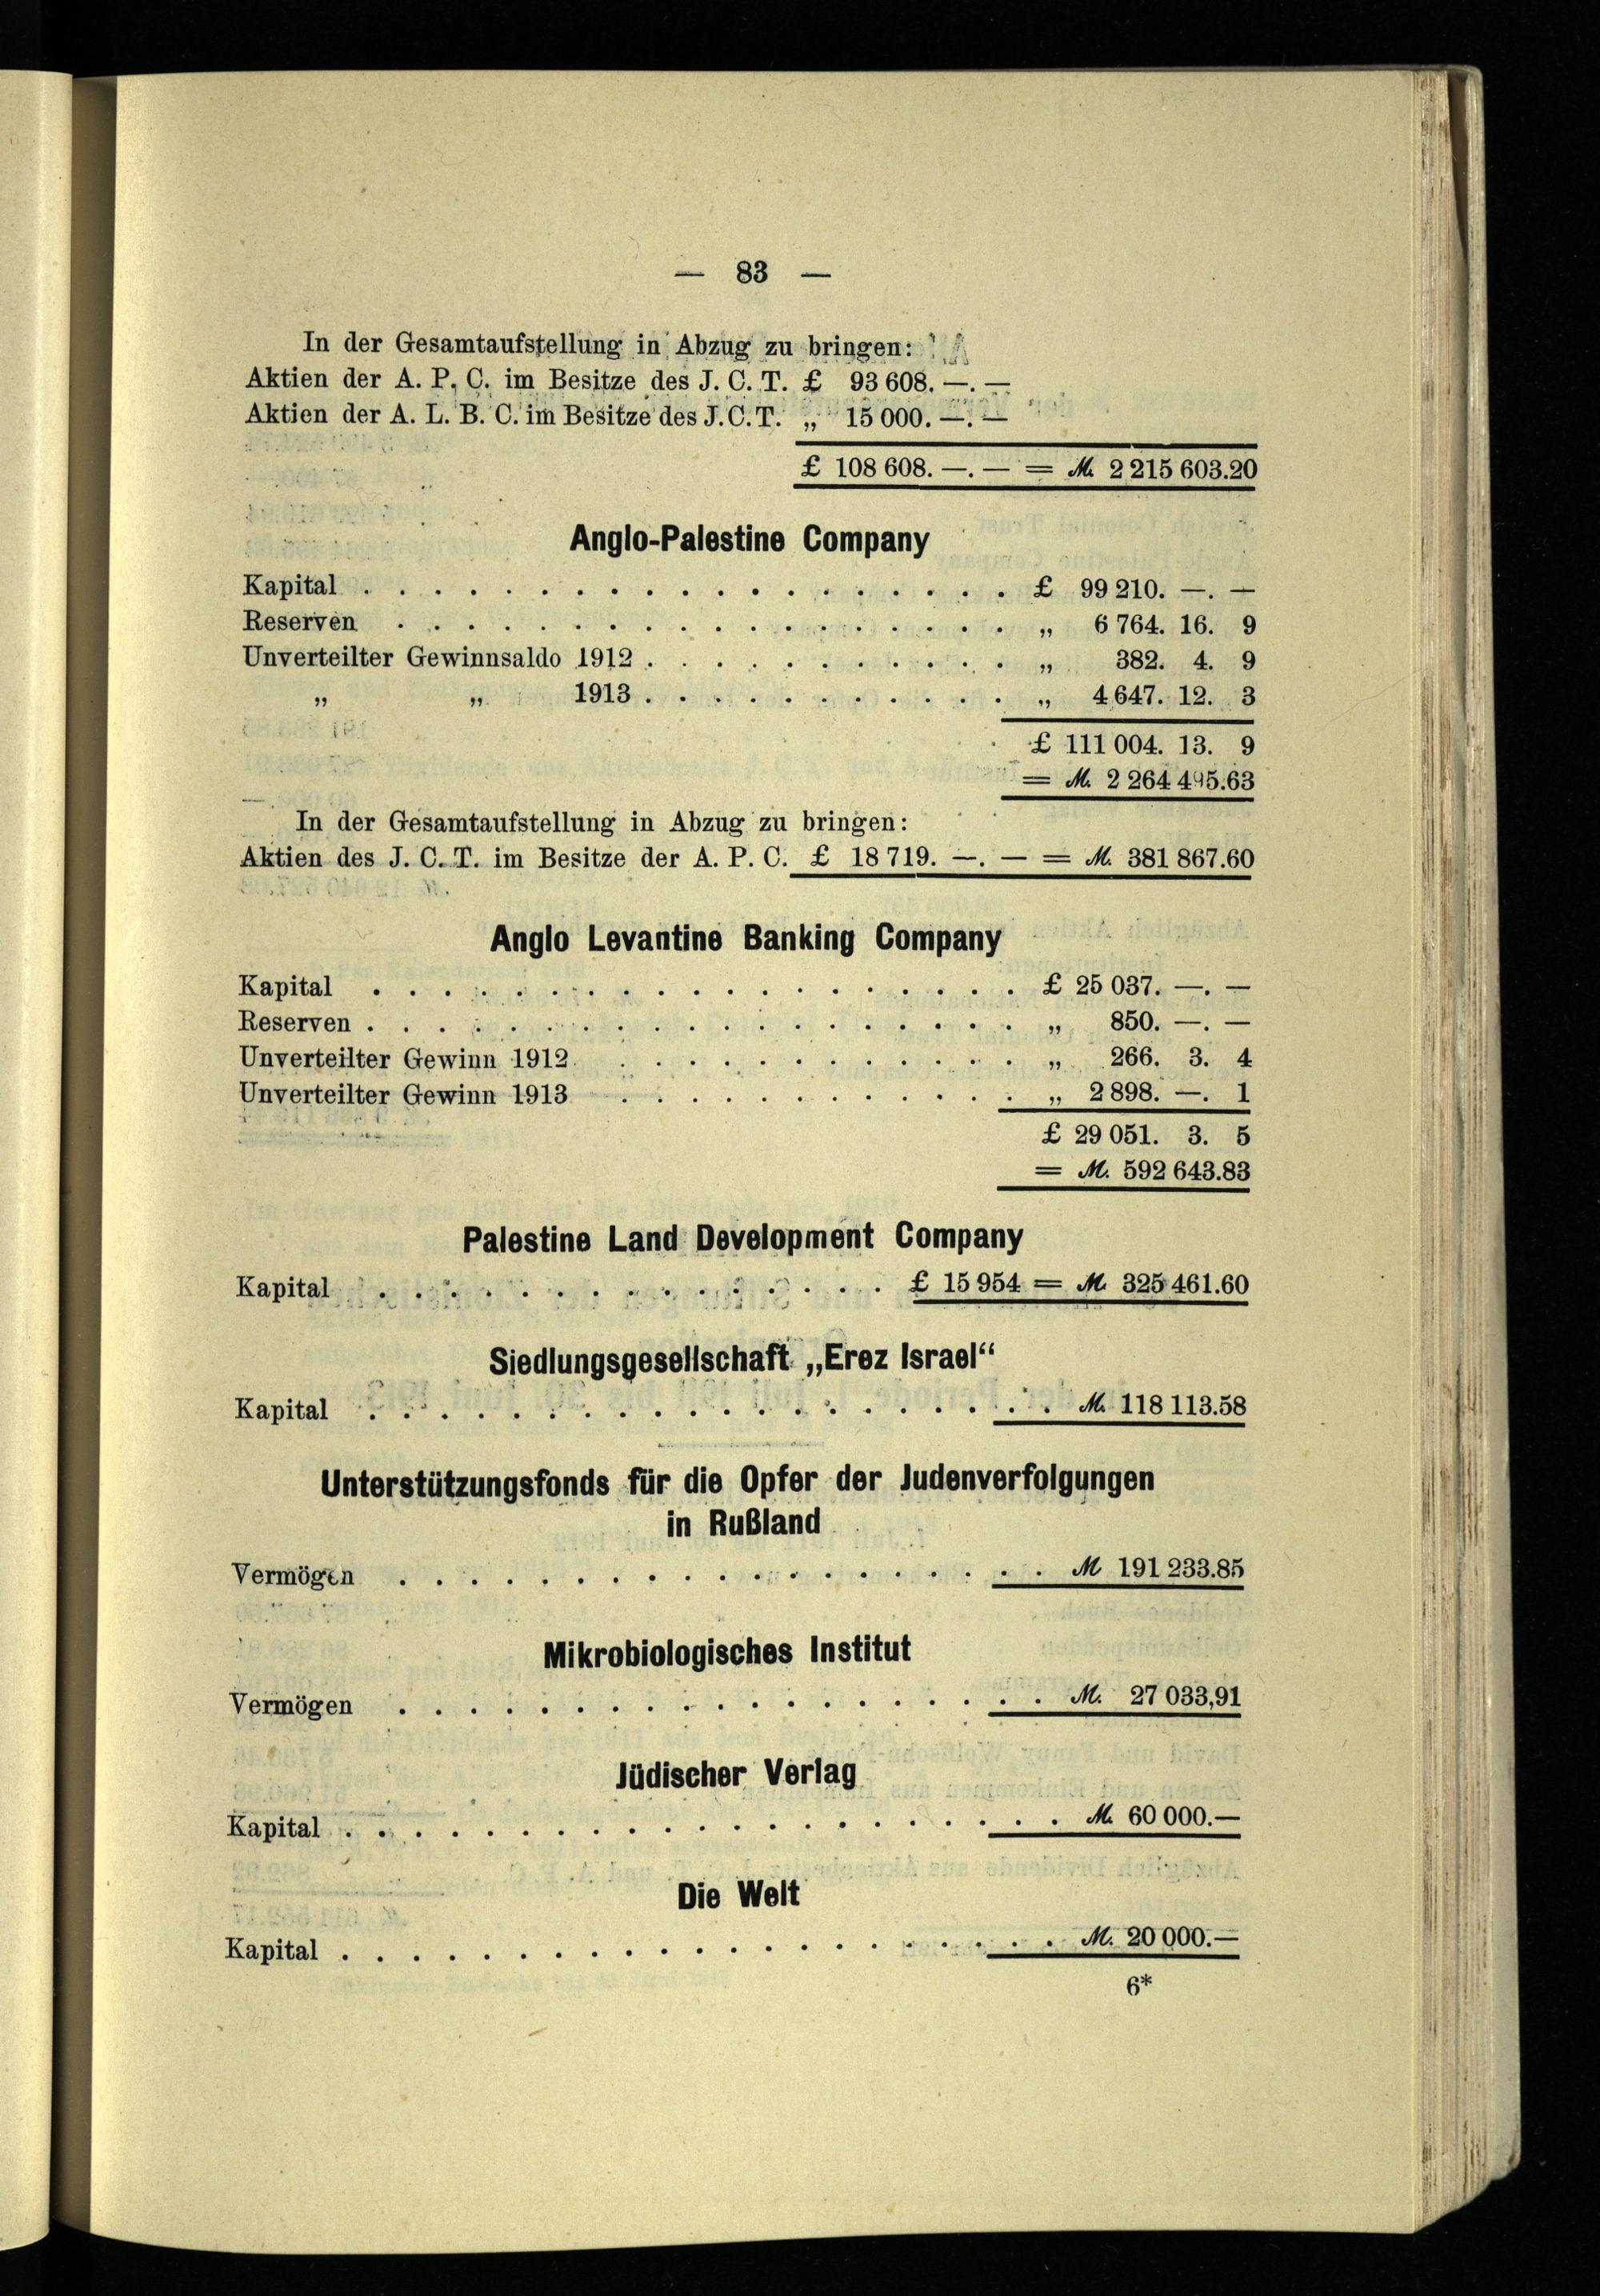 — 83 —
In der Gesamtaufstellung in Abzug zu bringen:
Aktien der A. P. C. im Besitze des J. C. T. £ 93 608. —. —
Aktien der A. L. B. C. im Besitze des J. C. T. „ 15 000. —. —
£ 108 608. —. — = M. 2 215 603.20
Anglo-Palestine Company
Kapital . . . . . . . . . . . . . . . . . . . £ 99 210. —. —
Reserven . . . . . . . . . . . . . . . . . . „ 6 764. 16. 9
Unverteilter Gewinnsaldo 1912 . . . . . . . . . . . „ 382. 4. 9
„ „ 1913 . . . . . . . . . . . „ 4 647. 12. 3
£ 111 004. 13. 9
= M. 2 264 495.63
In der Gesamtaufstellung in Abzug zu bringen:
Aktien des J. C. T. im Besitze der A. P. C. £ 18 719. —. — = M. 381 867.60
Anglo Levantine Banking Company
Kapital . . . . . . . . . . . . . . . . . . . £ 25 037. —. —
Reserven . . . . . . . . . . . . . . . . . . . „ 850. —. —
Unverteilter Gewinn 1912 . . . . . . . . . . . . „ 266. 3. 4
Unverteilter Gewinn 1913 . . . . . . . . . . . . „ 2 898. —. 1
£ 29 051. 3. 5
= M. 592 643.83
Palestine Land Development Company
Kapital . . . . . . . . . . . . . . . £ 15 954 = M. 325 461.60
Siedlungsgesellschaft „Erez Israel“
Kapital . . . . . . . . . . . . . . . . . . . . M. 118 113.58
Unterstützungsfonds für die Opfer der Judenverfolgungen
in Rußland
Vermögen . . . . . . . . . . . . . . . . . . . M 191 233.85
Mikrobiologisches Institut
Vermögen . . . . . . . . . . . . . . . . . . . M. 27 033,91
Jüdischer Verlag
Kapital . . . . . . . . . . . . . . . . . . . . . M. 60 000.—
Die Welt
Kapital . . . . . . . . . . . . . . . . . . . . . M. 20 000.—
6*